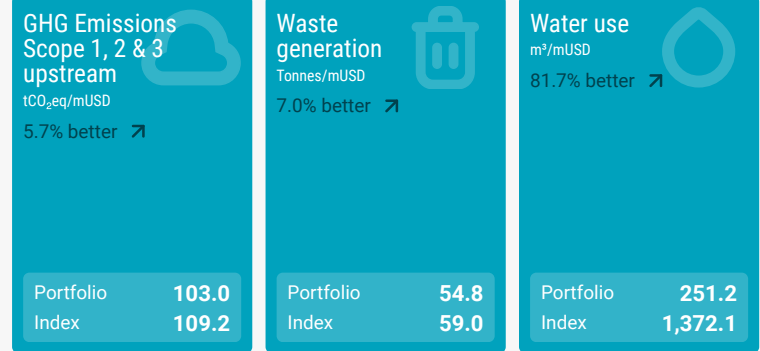 GHG Emissions
Scope 1, 2 & 3
upstream
tCO₂eq/mUSD
5.7% better
Portfolio 103.0
Index 109.2
Waste
generation
Tonnes/mUSD
7.0% better
Portfolio 54.8
Index 59.0
Water use
m³/mUSD
81.7% better
Portfolio 251.2
Index 1,372.1